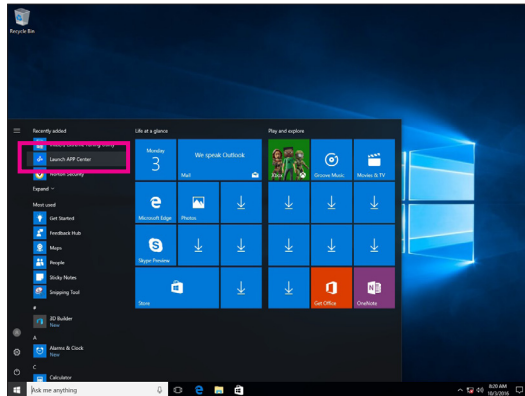 Recycle Bin
Recently added
Launch APP Center
Norton Security
Expand
Most used
Get Started
Feedback Hub
Maps
People
Sticky Notes
Snipping Tool
#
3D Builder
New
A
Alarms & Clock
New
C
Calculator
Life at a glance
Monday
3
We speak Outlook
Mail
Microsoft Edge
Photos
Skype Preview
Store
Play and explore
Xbox
Groove Music
Movies & TV
Get Office
OneNote
Ask me anything
8:20 AM
10/3/2016